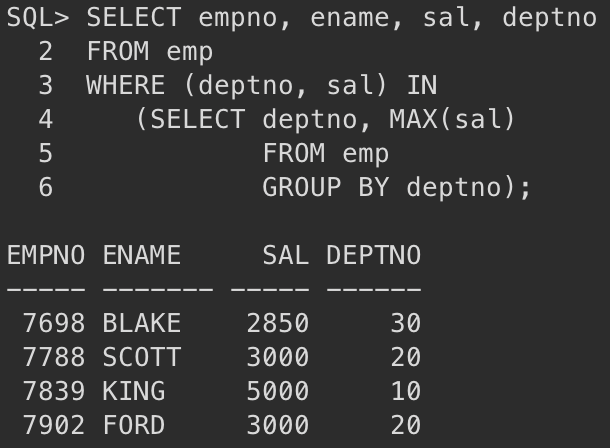 SQL> SELECT empno, ename, sal, deptno
  2  FROM emp
  3  WHERE (deptno, sal) IN
  4     (SELECT deptno, MAX(sal)
  5             FROM emp
  6             GROUP BY deptno);

EMPNO ENAME     SAL DEPTNO
----- ------- ----- ------
 7698 BLAKE    2850     30
 7788 SCOTT    3000     20
 7839 KING     5000     10
 7902 FORD     3000     20